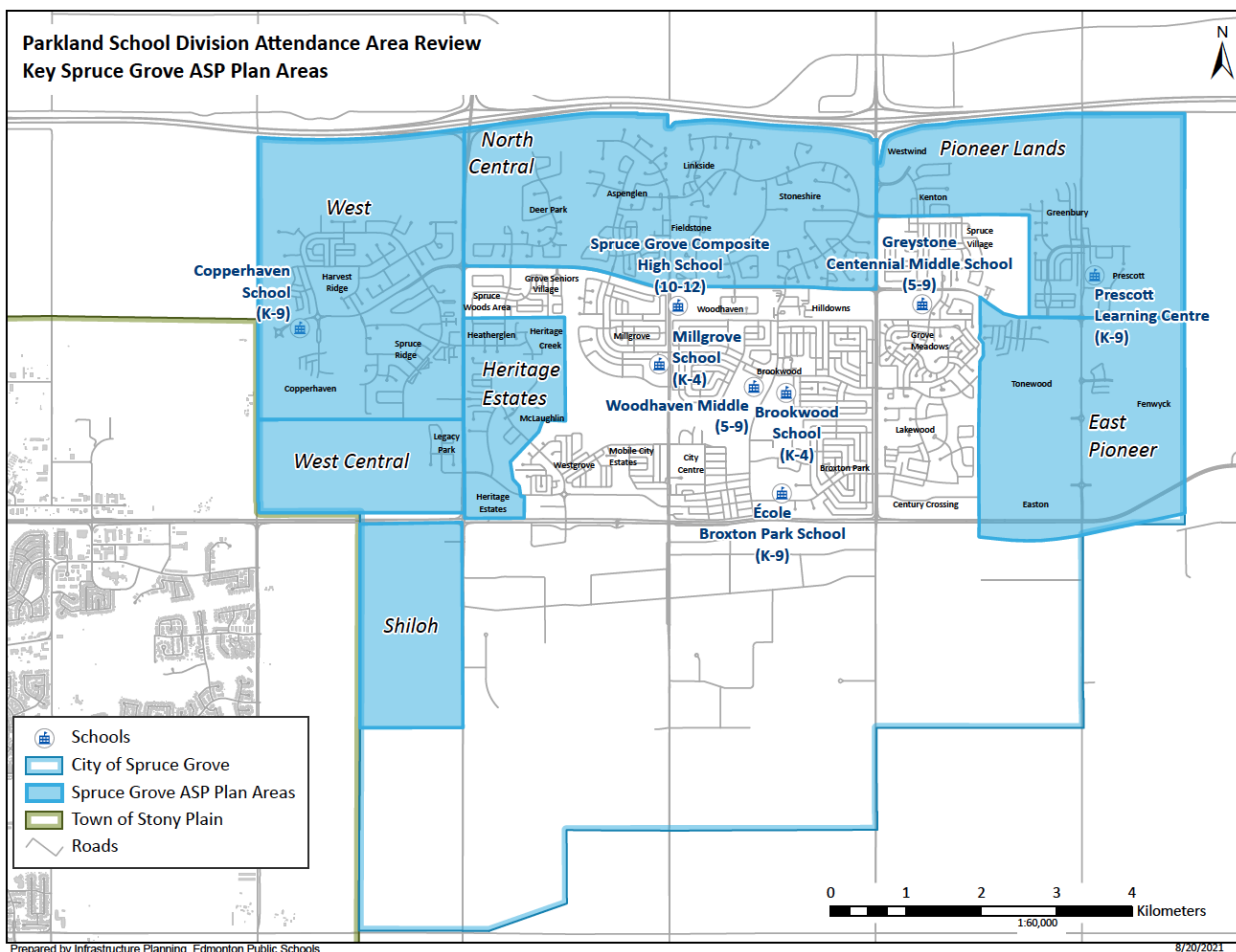 Parkland School Division Attendance Area Review
Key Spruce Grove ASP Plan Areas
N
North
Central
Pioneer Lands
West
Westwind
Linkside
Aspenglen
Stoneshire
Kenton
Deer Park
Greenbury
Fieldstone
Spruce
Village
Spruce Grove Composite
High School
(10-12)
Greystone
Centennial Middle School
(5-9)
Copperhaven
School
(K-9)
Harvest
Ridge
Grove Seniors
Village
Spruce
Woods Area
Prescott
Prescott
Learning Centre
(K-9)
Woodhaven
Hilldowns
Heatherglen
Heritage
Creek
Millgrove
Millgrove
School
(K-4)
Grove
Meadows
Spruce
Ridge
Heritage
Estates
Brookwood
Copperhaven
Tonewood
Fenwyck
Woodhaven Middle
(5-9)
Brookwood
School
(K-4)
McLaughlin
East
Pioneer
Lakewood
West Central
Legacy
Park
Westgrove
Mobile City
Estates
City
Centre
Broxton Park
Heritage
Estates
Century Crossing
Easton
École
Broxton Park School
(K-9)
Shiloh
Schools
City of Spruce Grove
Spruce Grove ASP Plan Areas
Town of Stony Plain
Roads
0 1 2 3 4
Kilometers
1:60,000
Prepared by Infrastructure Planning, Edmonton Public Schools
8/20/2021